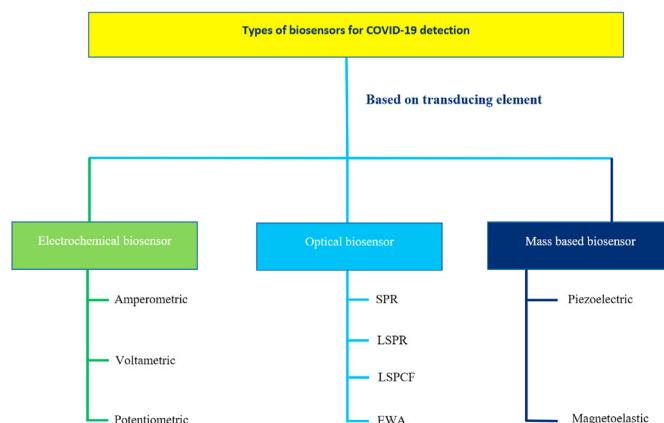 Types of biosensors for COVID-19 detection
Based on transducing element
Electrochemical biosensor
Optical biosensor
Mass based biosensor
Amperometric
Voltametric
Potentiometric
SPR
LSPR
LSPCF
EWA
Piezoelectric
Magnetoelastic